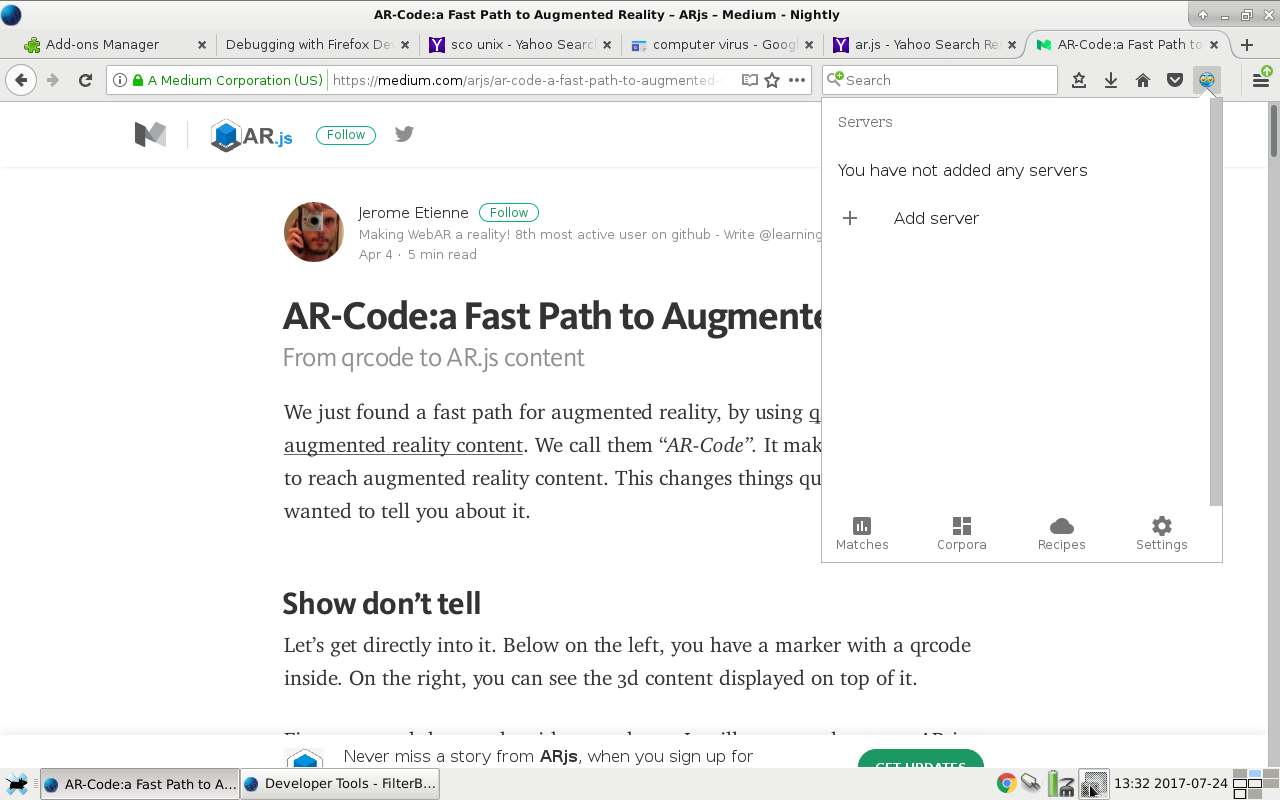 AR-Code:a Fast Path to Augmented Reality – ARjs – Medium - Nightly
Add-ons Manager
Debugging with Firefox De
sco unix - Yahoo Search
computer virus - Goog
ar.js - Yahoo Search Re
AR-Code:a Fast Path to
A Medium Corporation (US)
https://medium.com/arjs/ar-code-a-fast-path-to-augmented-
Search
AR.js
Follow
Jerome Etienne
Follow
Making WebAR a reality! 8th most active user on github - Write @learning
Apr 4 · 5 min read
AR-Code:a Fast Path to Augmente
From qrcode to AR.js content
We just found a fast path for augmented reality, by using q
augmented reality content. We call them “AR-Code”. It mak
to reach augmented reality content. This changes things qu
wanted to tell you about it.
Show don’t tell
Let’s get directly into it. Below on the left, you have a marker with a qrcode
inside. On the right, you can see the 3d content displayed on top of it.
Servers
You have not added any servers
Add server
Matches
Corpora
Recipes
Settings
Never miss a story from ARjs, when you sign up for
GET UPDATES
AR-Code:a Fast Path to A...
Developer Tools - FilterB...
13:32 2017-07-24